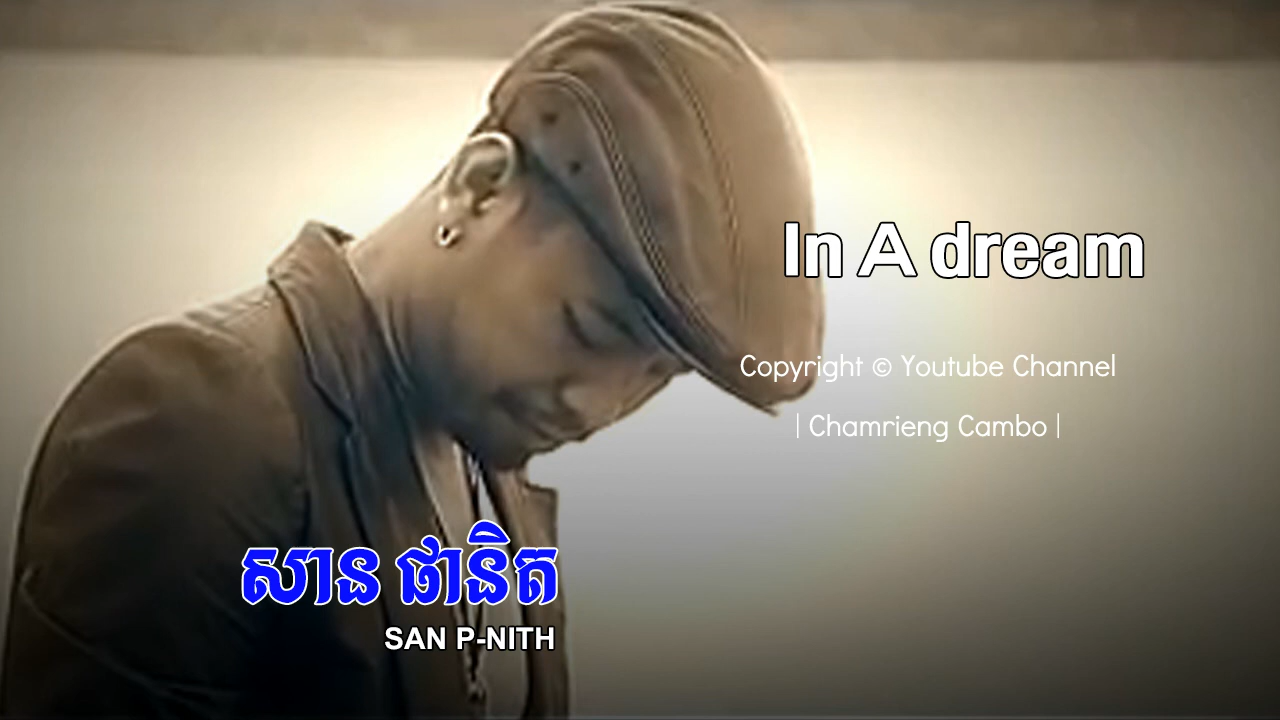 In A dream
Copyright © Youtube Channel
| Chamrieng Cambo |
សាន ផានិត
SAN P-NITH